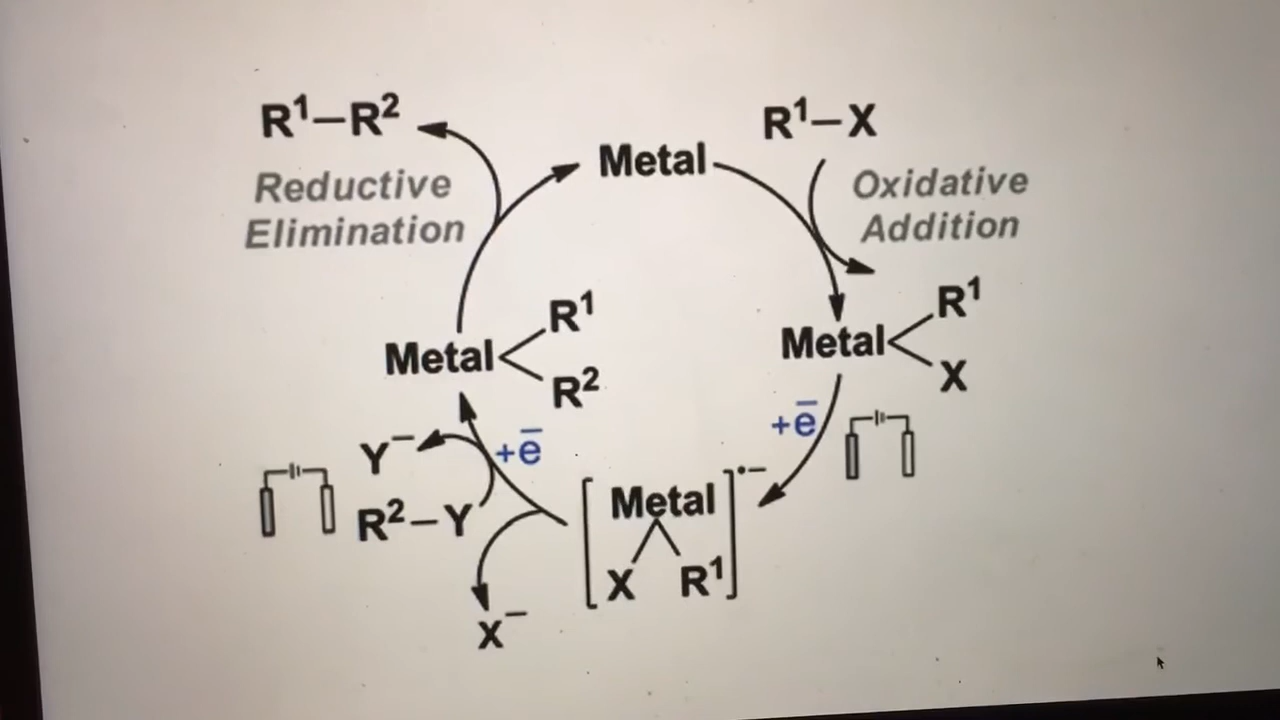 R¹–R²
Metal
R¹–X
Reductive
Elimination
Oxidative
Addition
Metal
R¹
R²
Metal
R¹
X
+e̅
Y⁻
+e̅
R²–Y
[Metal]•⁻
X R¹
X⁻